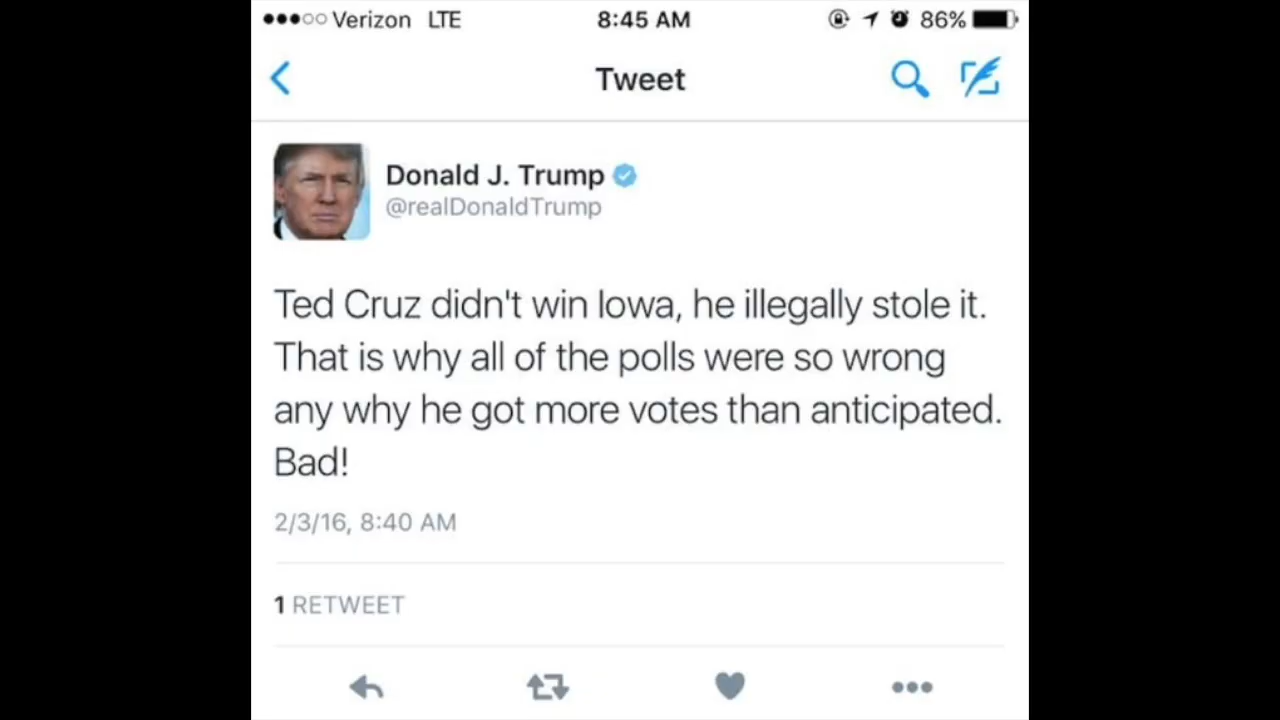 Verizon LTE 8:45 AM 86%
Tweet
Donald J. Trump
@realDonaldTrump
Ted Cruz didn't win Iowa, he illegally stole it.
That is why all of the polls were so wrong
any why he got more votes than anticipated.
Bad!
2/3/16, 8:40 AM
1 RETWEET